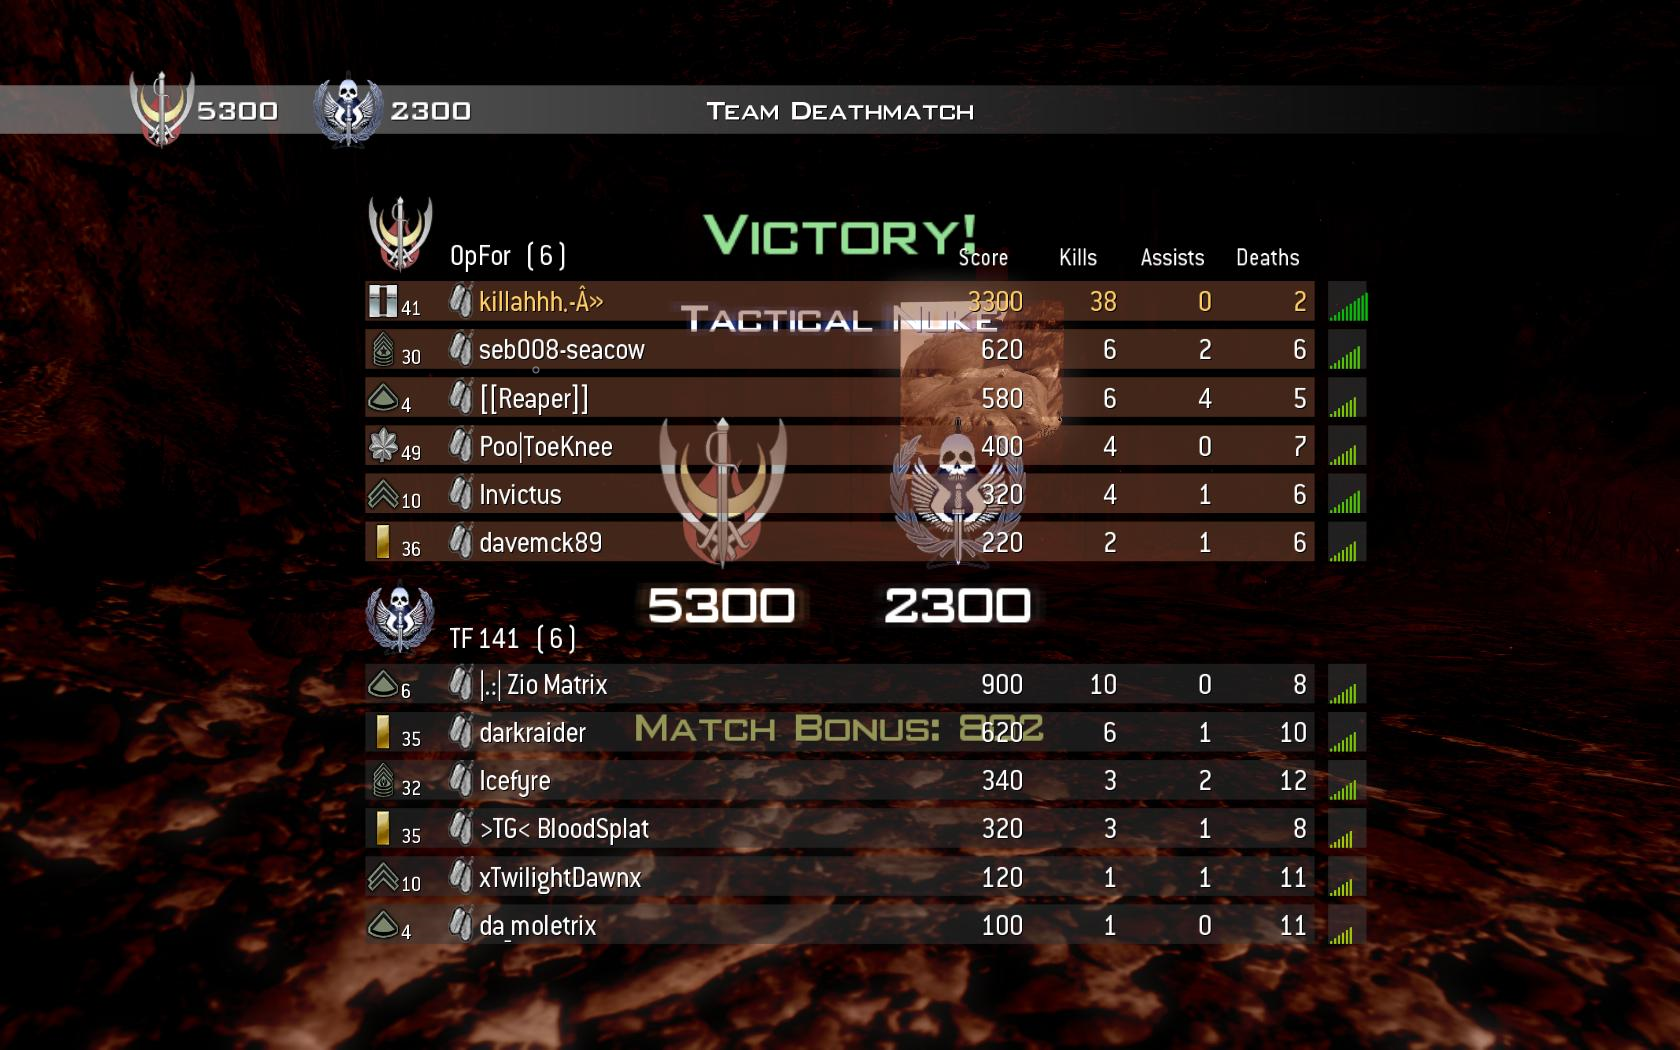 5300 2300 Team Deathmatch
Victory!
OpFor (6) Score Kills Assists Deaths
41 killahhh.-Â» 3300 38 0 2
Tactical Nuke
30 seb008-seacow 620 6 2 6
4 [[Reaper]] 580 6 4 5
49 Poo|ToeKnee 400 4 0 7
10 Invictus 320 4 1 6
36 davemck89 220 2 1 6
5300 2300
TF 141 (6)
6 |.:| Zio Matrix 900 10 0 8
Match Bonus:
35 darkraider 620 6 1 10
32 Icefyre 340 3 2 12
35 >TG< BloodSplat 320 3 1 8
10 xTwilightDawnx 120 1 1 11
4 da_moletrix 100 1 0 11